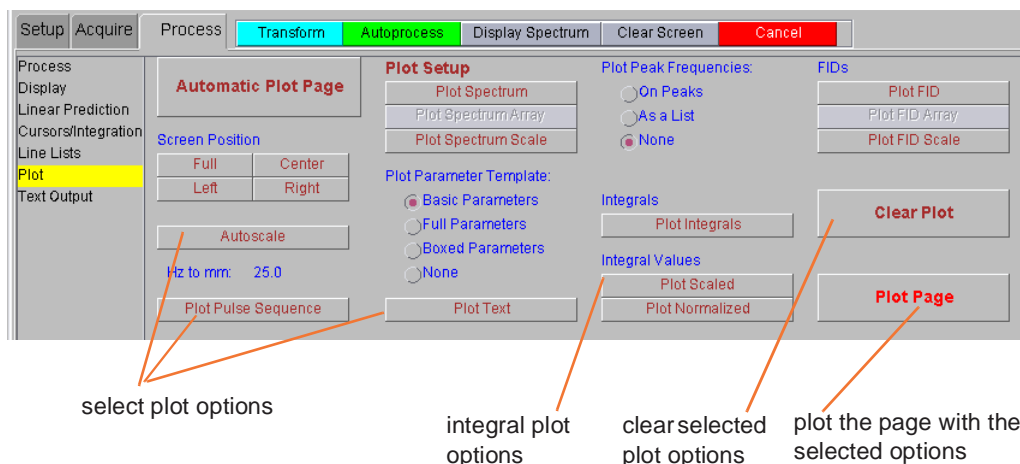 Setup Acquire Process Transform Autoprocess Display Spectrum Clear Screen Cancel
Process
Display
Linear Prediction
Cursors/Integration
Line Lists
Plot
Text Output
Automatic Plot Page
Screen Position
Full Center
Left Right
Autoscale
Hz to mm: 25.0
Plot Pulse Sequence
Plot Setup
Plot Spectrum
Plot Spectrum Array
Plot Spectrum Scale
Plot Parameter Template:
Basic Parameters
Full Parameters
Boxed Parameters
None
Plot Text
Plot Peak Frequencies:
On Peaks
As a List
None
Integrals
Plot Integrals
Integral Values
Plot Scaled
Plot Normalized
FIDs
Plot FID
Plot FID Array
Plot FID Scale
Clear Plot
Plot Page
select plot options
integral plot
options
clear selected
plot options
plot the page with the
selected options